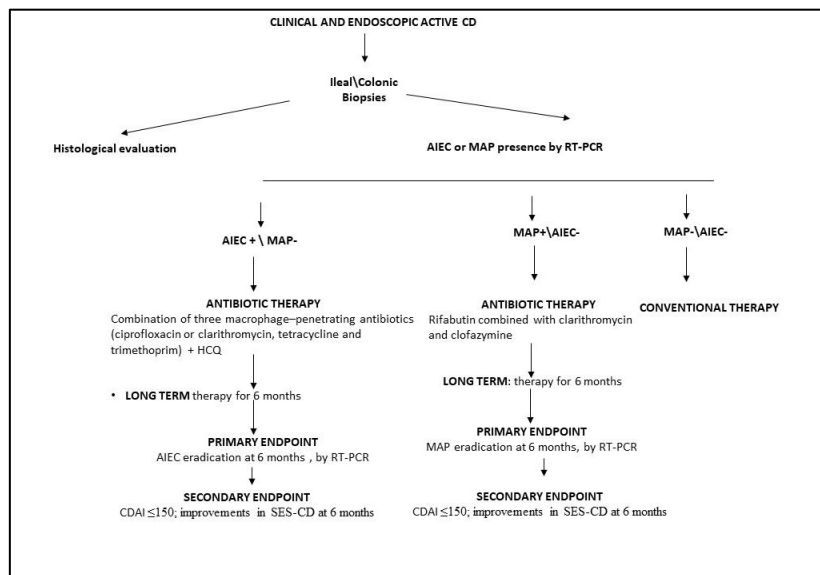 CLINICAL AND ENDOSCOPIC ACTIVE CD
Ileal\Colonic
Biopsies
Histological evaluation
AIEC or MAP presence by RT-PCR
AIEC + \ MAP-
MAP+\AIEC-
MAP-\AIEC-
ANTIBIOTIC THERAPY
Combination of three macrophage–penetrating antibiotics
(ciprofloxacin or clarithromycin, tetracycline and
trimethoprim) + HCQ
ANTIBIOTIC THERAPY
Rifabutin combined with clarithromycin
and clofazymine
CONVENTIONAL THERAPY
• LONG TERM therapy for 6 months
LONG TERM: therapy for 6 months
PRIMARY ENDPOINT
AIEC eradication at 6 months , by RT-PCR
PRIMARY ENDPOINT
MAP eradication at 6 months, by RT-PCR
SECONDARY ENDPOINT
CDAI ≤150; improvements in SES-CD at 6 months
SECONDARY ENDPOINT
CDAI ≤150; improvements in SES-CD at 6 months